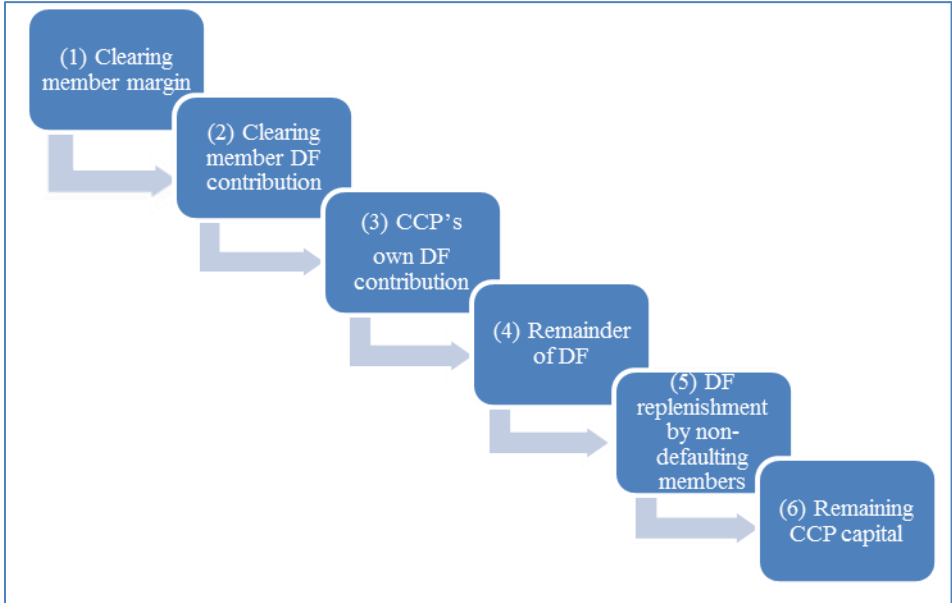 (1) Clearing
member margin
(2) Clearing
member DF
contribution
(3) CCP's
own DF
contribution
(4) Remainder
of DF
(5) DF
replenishment
by non-
defaulting
members
(6) Remaining
CCP capital